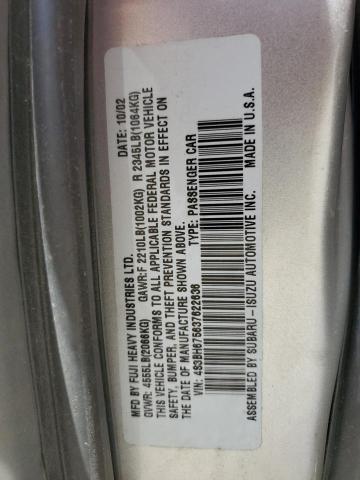 MFD BY FUJI HEAVY INDUSTRIES LTD. DATE: 10/02
GVWR: 4555LB(2066KG) GAWR:F 2210LB(1002KG) R 2345LB(1064KG)
THIS VEHICLE CONFORMS TO ALL APPLICABLE FEDERAL MOTOR VEHICLE
SAFETY, BUMPER, AND THEFT PREVENTION STANDARDS IN EFFECT ON
THE DATE OF MANUFACTURE SHOWN ABOVE.
VIN: 4S3BH675637622636 TYPE: PASSENGER CAR
ASSEMBLED BY SUBARU-ISUZU AUTOMOTIVE INC. MADE IN U.S.A.